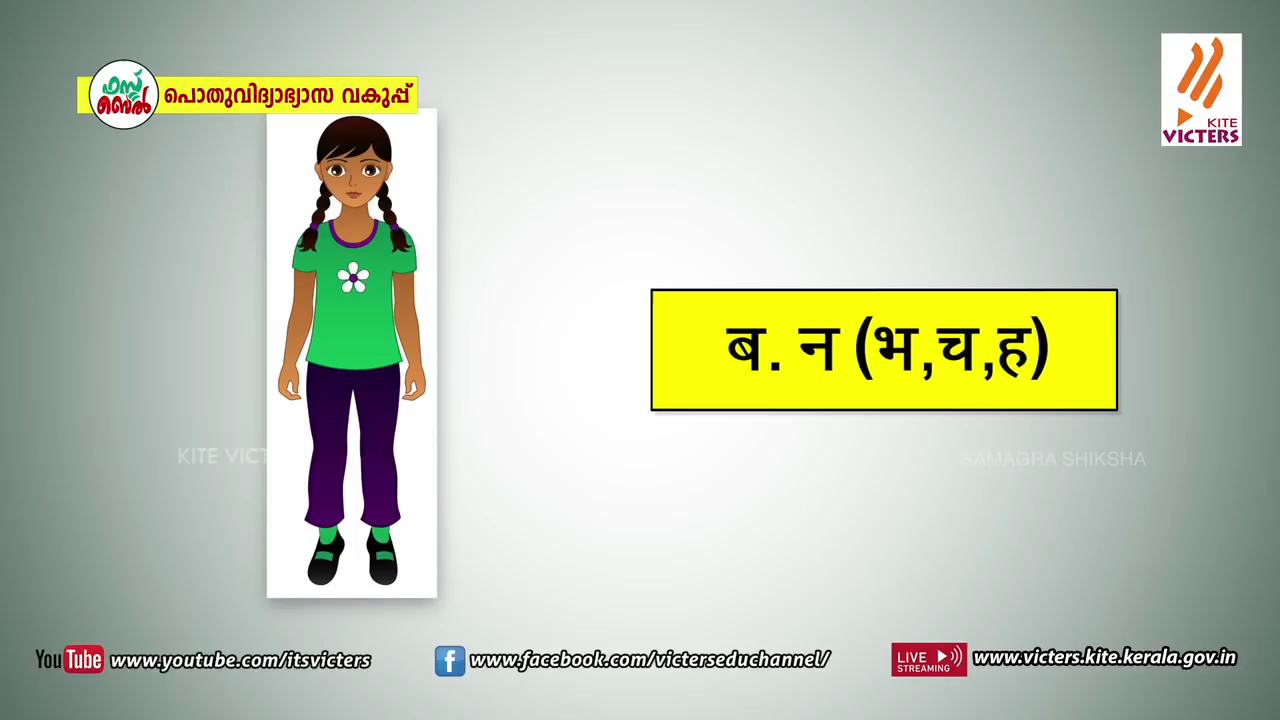 ഫസ്റ്റ് ബെൽ പൊതുവിദ്യാഭ്യാസ വകുപ്പ്
KITE
VICTERS
ब. न (भ,च,ह)
KITE VICT
SAMAGRA SHIKSHA
YouTube www.youtube.com/itsvicters
f www.facebook.com/victerseduchannel/
LIVE STREAMING www.victers.kite.kerala.gov.in